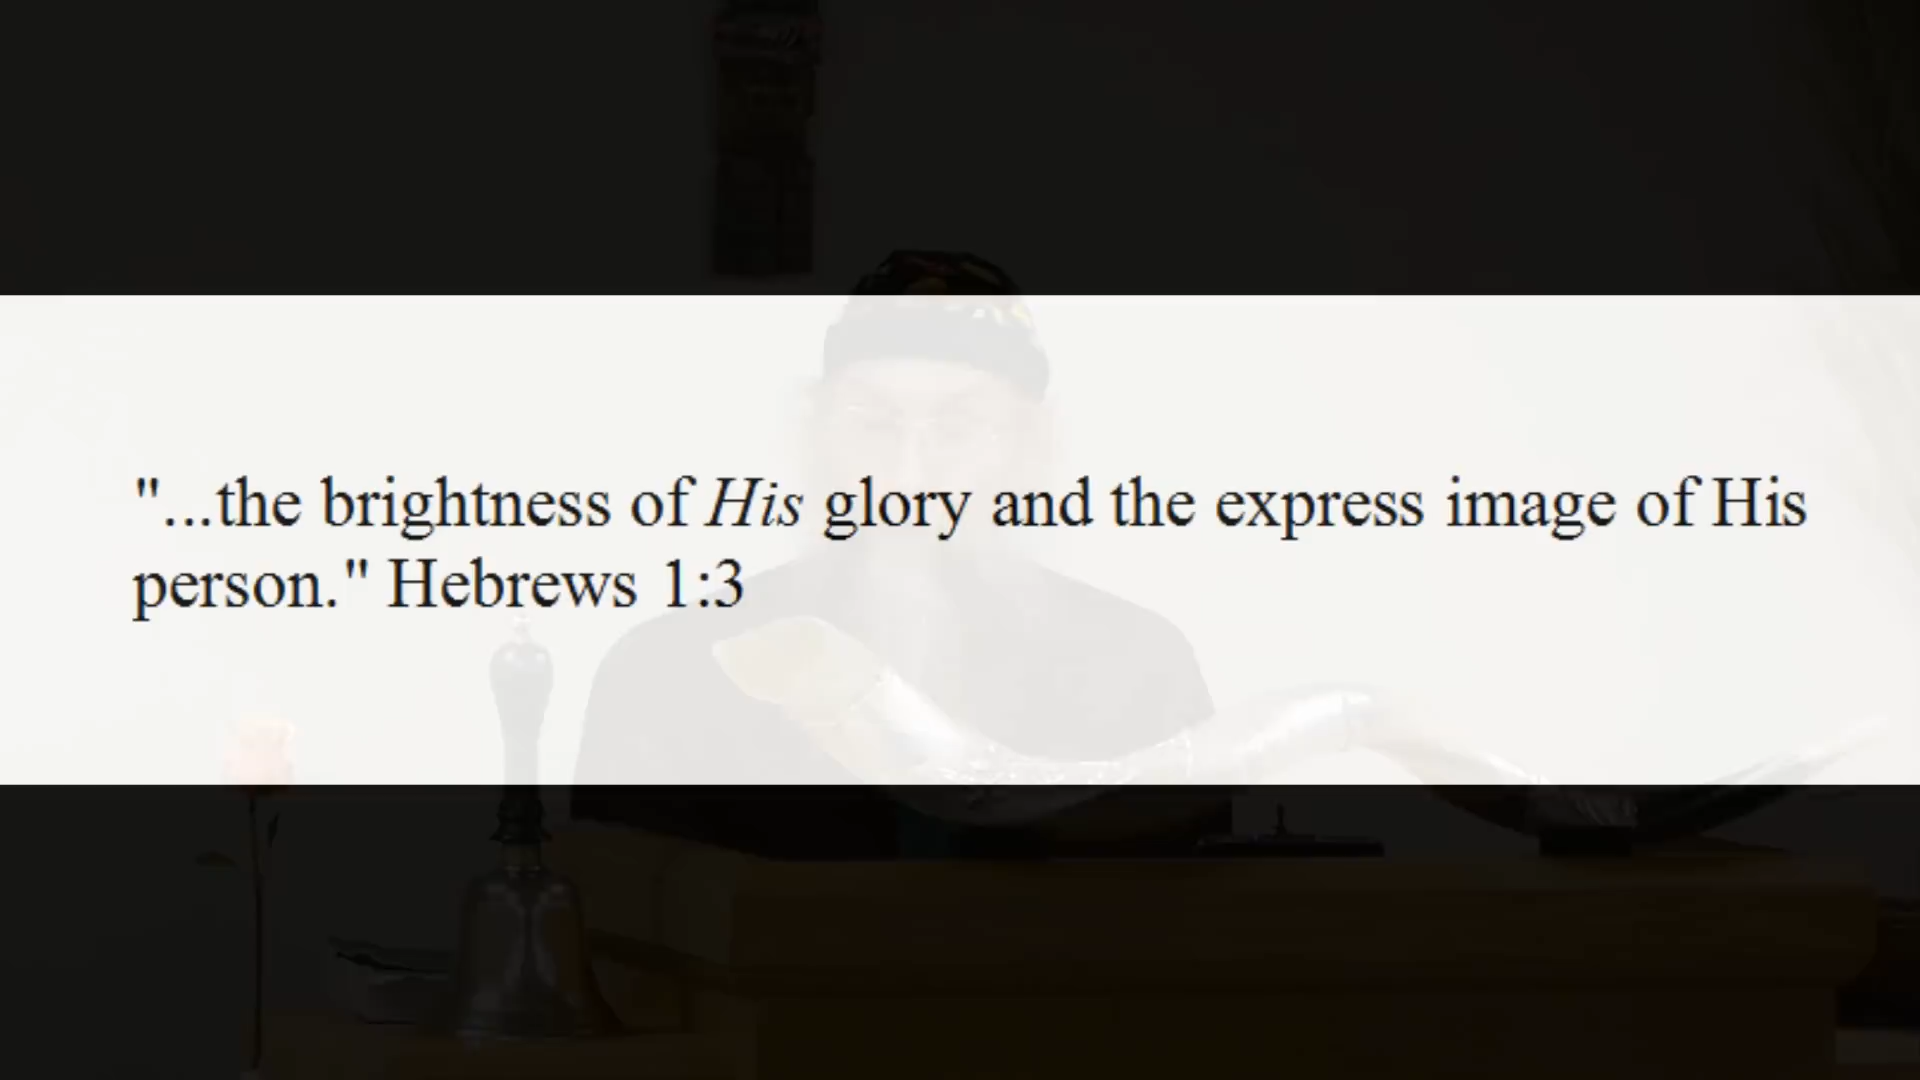 "...the brightness of His glory and the express image of His
person." Hebrews 1:3